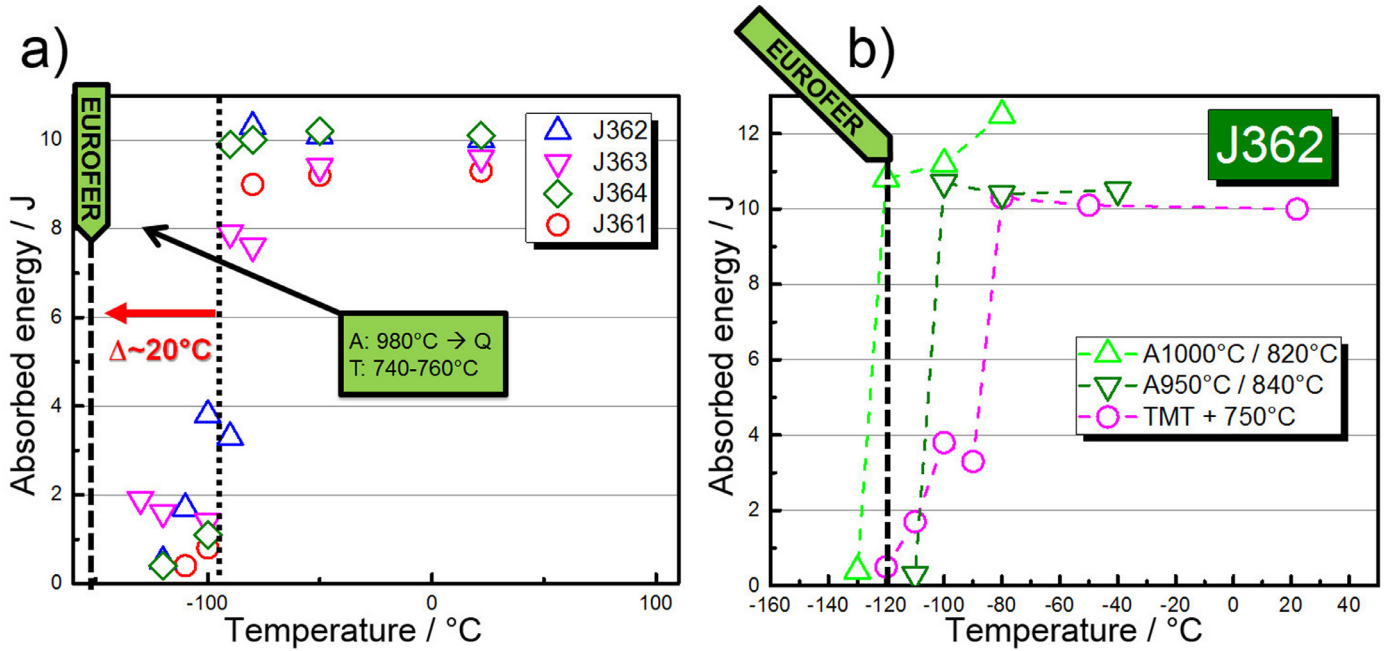 a)
EUROFER
Absorbed energy / J
10
8
6
4
2
0
-100
0
100
Temperature / °C
J362
J363
J364
J361
Δ~20°C
A: 980°C → Q
T: 740-760°C
b)
EUROFER
J362
Absorbed energy / J
12
10
8
6
4
2
0
-160
-140
-120
-100
-80
-60
-40
-20
0
20
40
Temperature / °C
A1000°C / 820°C
A950°C / 840°C
TMT + 750°C